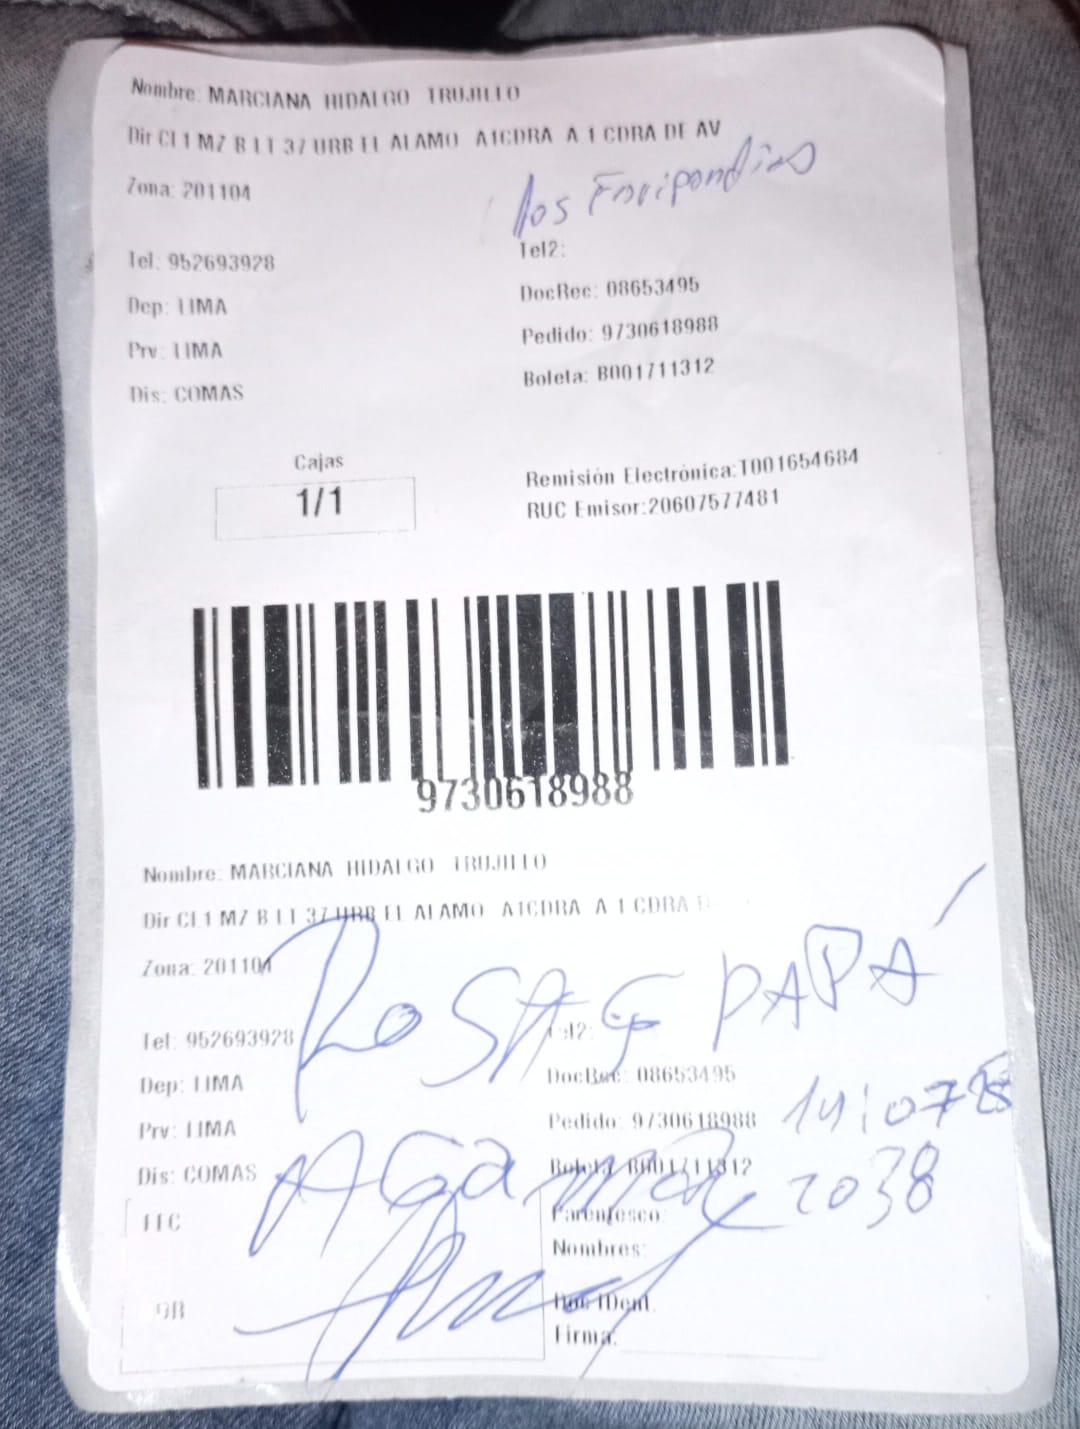 Nombre: MARCIANA HIDALGO TRUJILLO
Dir CL 1 MZ B LT 37 URB EL ALAMO A1CDRA A 1 CDRA DE AV
los
Zona: 201104
Tel: 952693928
Tel2:
Dep: LIMA
DocRec: 08653495
Prv: LIMA
Pedido: 9730618988
Dis: COMAS
Boleta: B001711312
Cajas
1/1
Remisión Electrónica:T001654684
RUC Emisor:20607577481
9730618988
Nombre: MARCIANA HIDALGO TRUJILLO
Dir CL 1 MZ B LT 37 URB EL ALAMO A1CDRA A 1 CDRA
Zona: 201104
ROSA PAPÁ
Tel: 952693928
Tel2:
Dep: LIMA
DocRec: 08653495
Prv: LIMA
Pedido: 9730618988
Dis: COMAS
Boleta: B001711312
2038
Parentesco:
Nombres:
Doc IDent.
Firma: